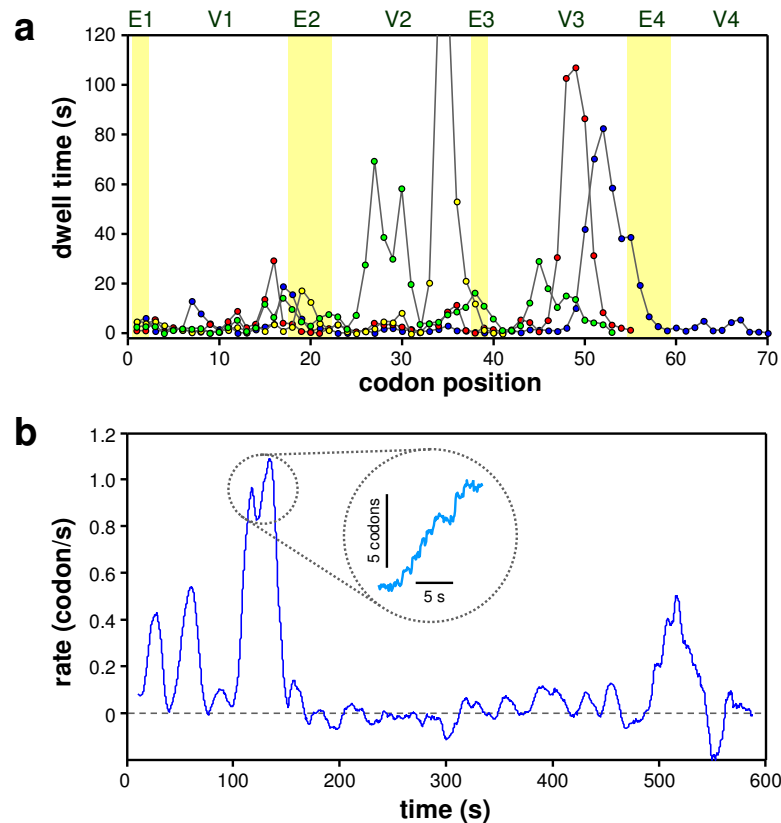 a
E1 V1 E2 V2 E3 V3 E4 V4
dwell time (s)
120
100
80
60
40
20
0
0 10 20 30 40 50 60 70
codon position
b
rate (codon/s)
1.2
1.0
0.8
0.6
0.4
0.2
0
5 codons
5 s
0 100 200 300 400 500 600
time (s)